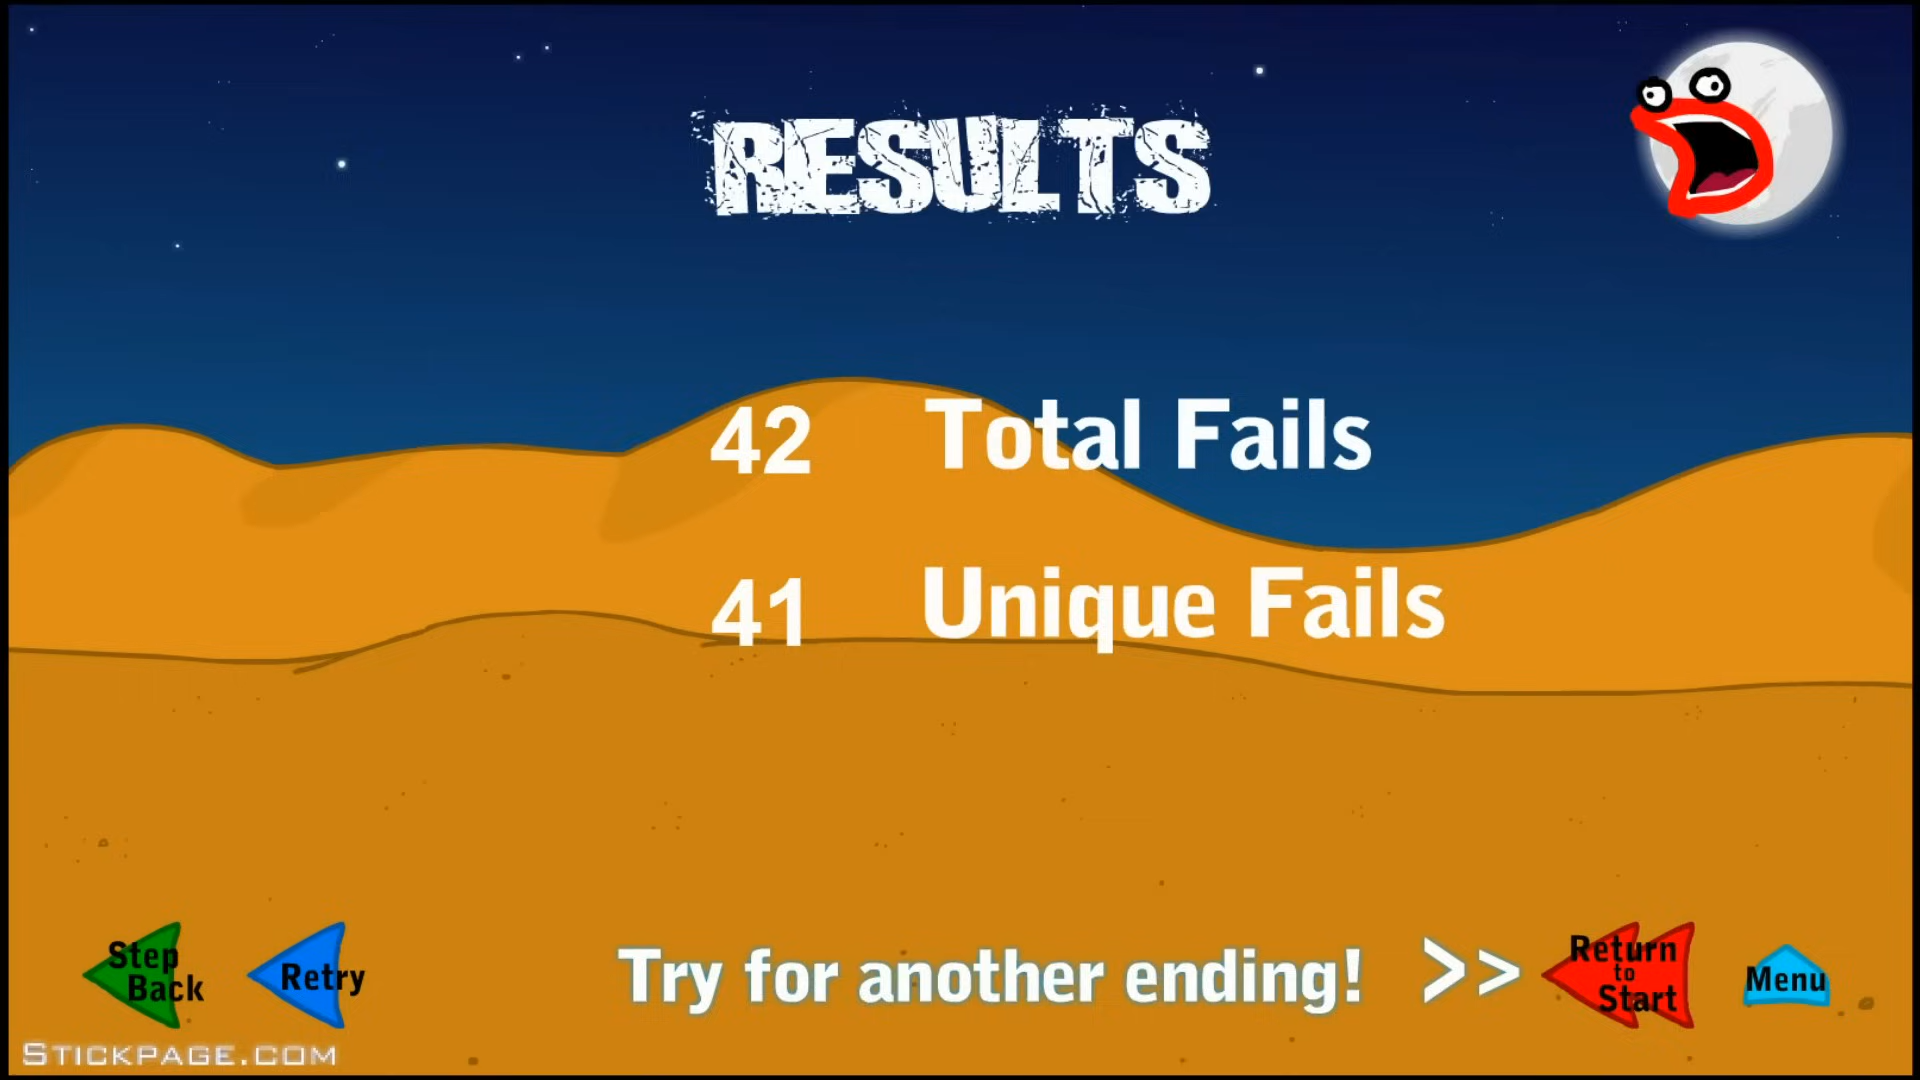 RESULTS
42 Total Fails
41 Unique Fails
Step
Back
Retry
Try for another ending! >>
Return
to
Start
Menu
STICKPAGE.COM